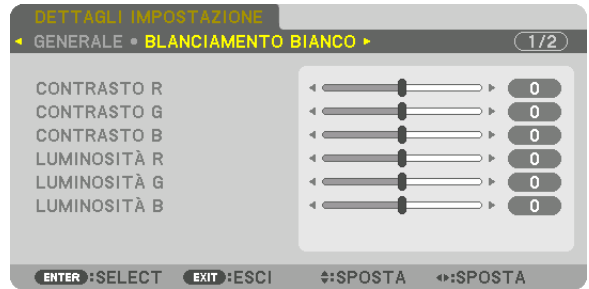 DETTAGLI IMPOSTAZIONE
GENERALE • BLANCIAMENTO BIANCO 1/2
CONTRASTO R 0
CONTRASTO G 0
CONTRASTO B 0
LUMINOSITÀ R 0
LUMINOSITÀ G 0
LUMINOSITÀ B 0
ENTER :SELECT EXIT :ESCI :SPOSTA :SPOSTA